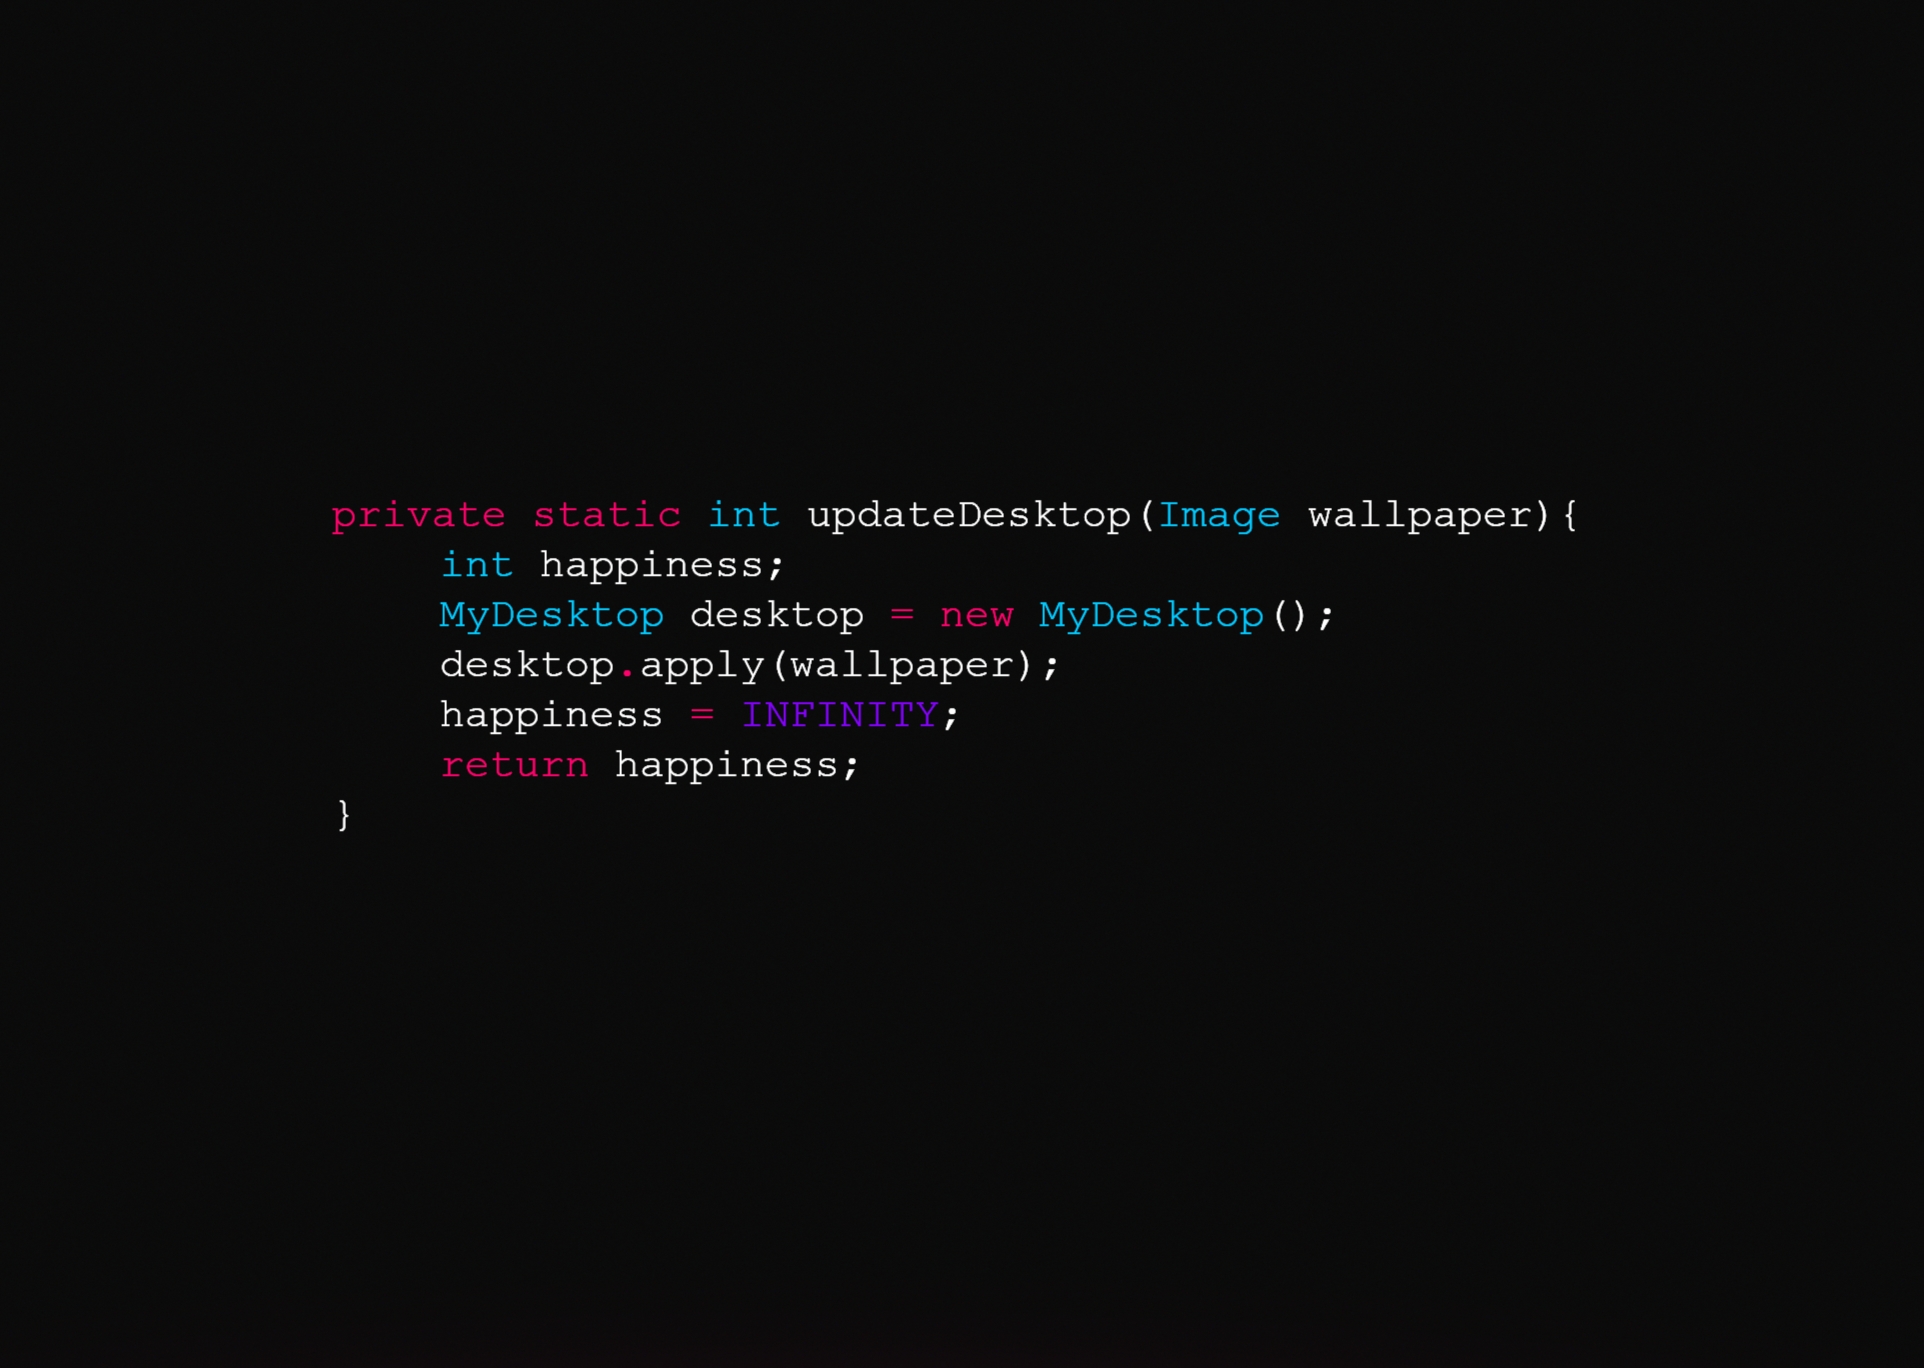 private static int updateDesktop(Image wallpaper){
int happiness;
MyDesktop desktop = new MyDesktop();
desktop.apply(wallpaper);
happiness = INFINITY;
return happiness;
}